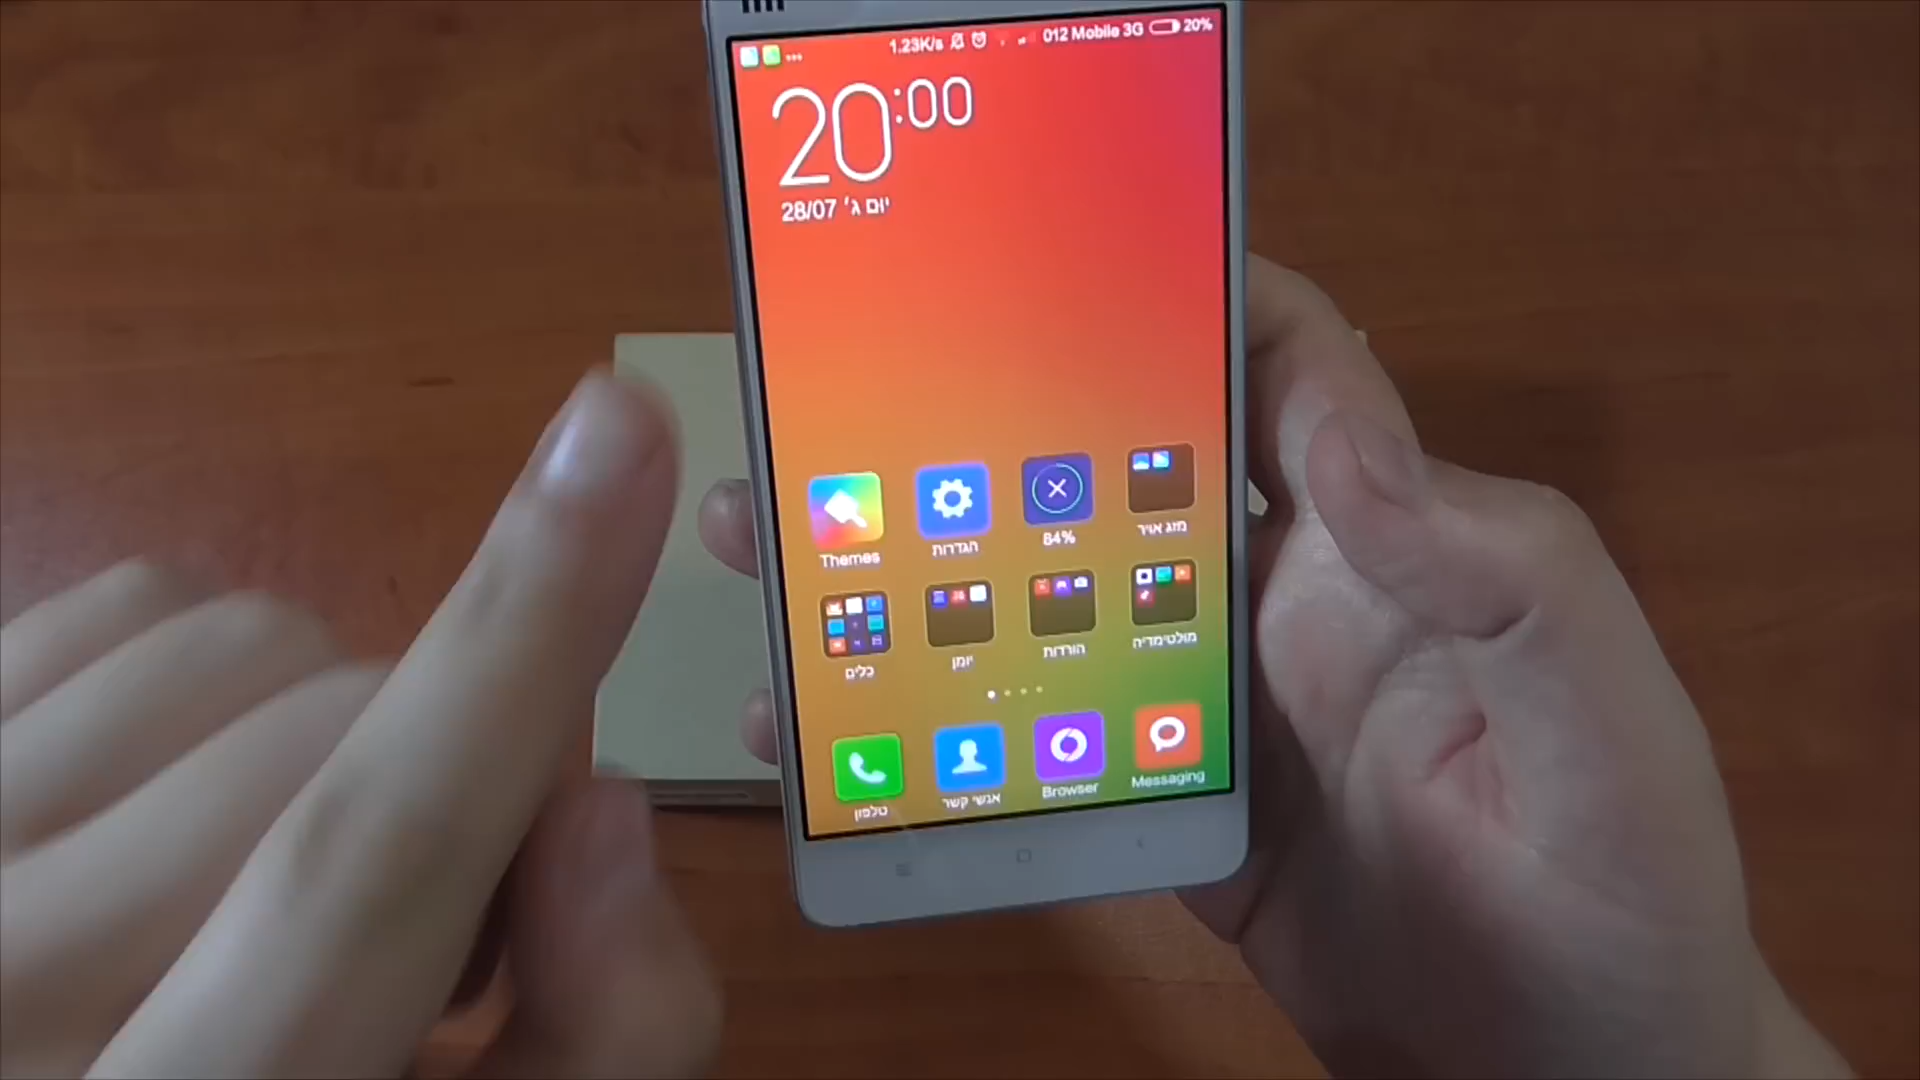 1.23K/s 012 Mobile 3G 20%
20:00
28/07 יום ג׳
Themes
הגדרות
84%
מזג אויר
כלים
יומן
הורדות
מולטימדיה
טלפון
אנשי קשר
Browser
Messaging